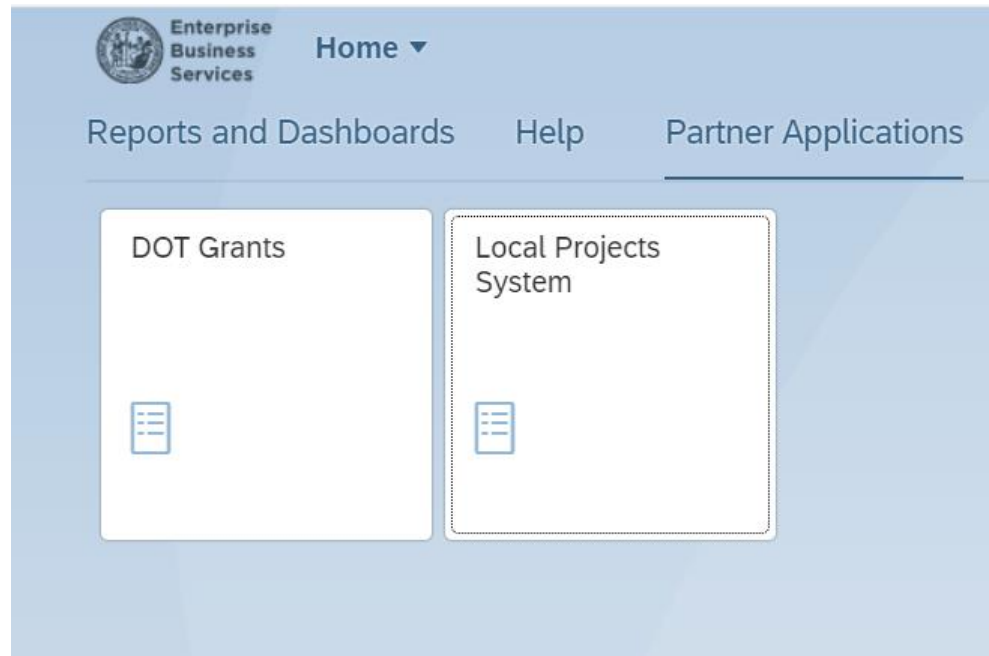 Enterprise
Business
Services
Home
Reports and Dashboards
Help
Partner Applications
DOT Grants
Local Projects
System